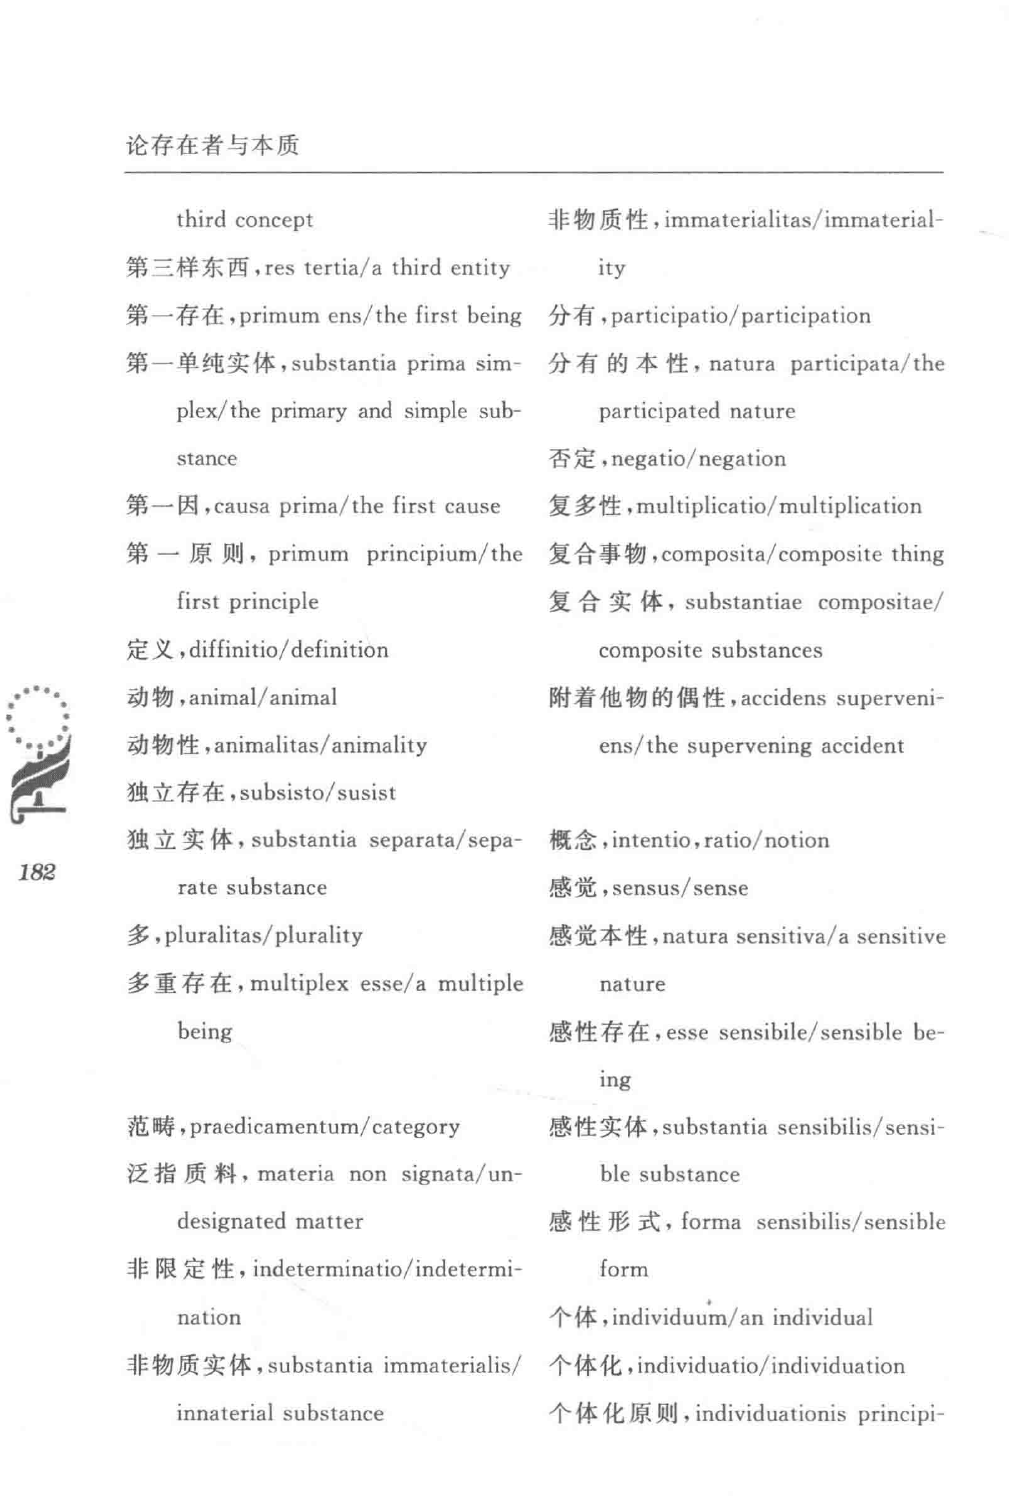 论存在者与本质
third concept
第三样东西,res tertia/a third entity
第一存在,primum ens/the first being
第一单纯实体,substantia prima sim-
plex/the primary and simple sub-
stance
第一因,causa prima/the first cause
第一原则,primum principium/the
first principle
定义,diffinitio/definition
动物,animal/animal
动物性,animalitas/animality
独立存在,subsisto/susist
独立实体,substantia separata/sepa-
rate substance
多,pluralitas/plurality
多重存在,multiplex esse/a multiple
being
范畴,praedicamentum/category
泛指质料,materia non signata/un-
designated matter
非限定性,indeterminatio/indetermi-
nation
非物质实体,substantia immaterialis/
innaterial substance
非物质性,immaterialitas/immaterial-
ity
分有,participatio/participation
分有的本性,natura participata/the
participated nature
否定,negatio/negation
复多性,multiplicatio/multiplication
复合事物,composita/composite thing
复合实体,substantiae compositae/
composite substances
附着他物的偶性,accidens superveni-
ens/the supervening accident
概念,intentio,ratio/notion
感觉,sensus/sense
感觉本性,natura sensitiva/a sensitive
nature
感性存在,esse sensibile/sensible be-
ing
感性实体,substantia sensibilis/sensi-
ble substance
感性形式,forma sensibilis/sensible
form
个体,individuum/an individual
个体化,individuatio/individuation
个体化原则,individuationis principi-
182